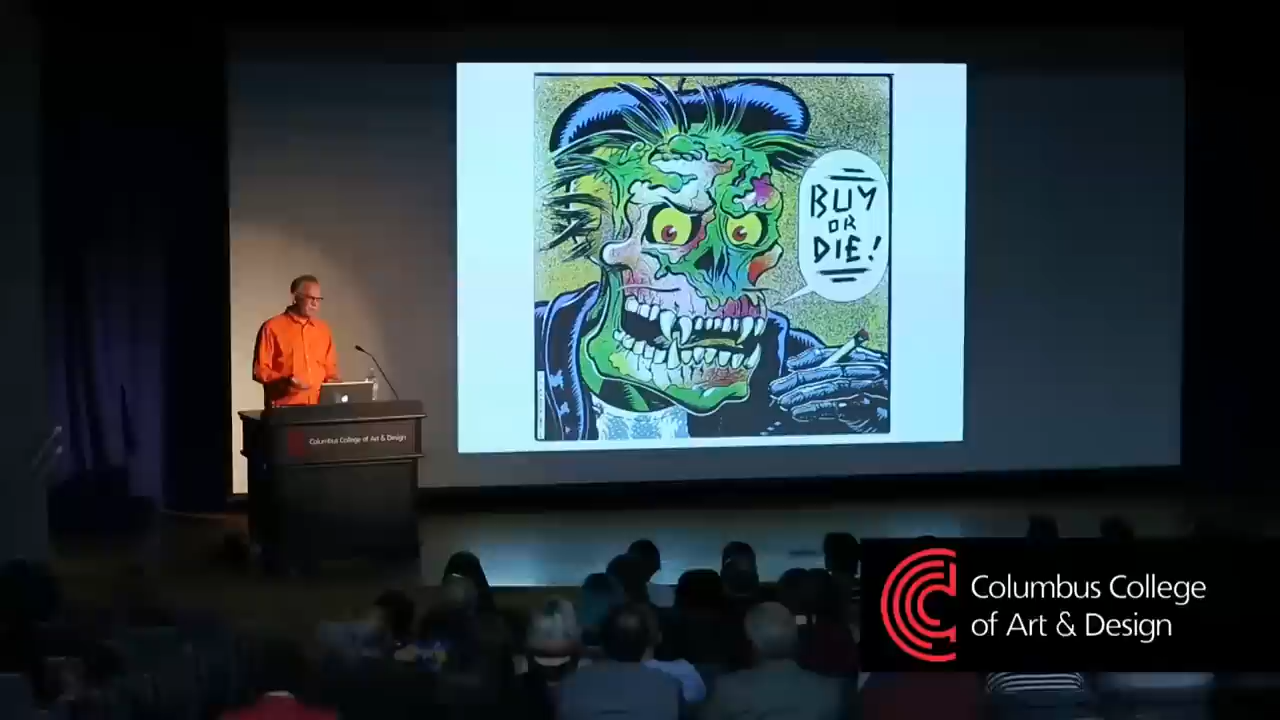 BUY
OR
DIE!
Columbus College of Art & Design
Columbus College
of Art & Design